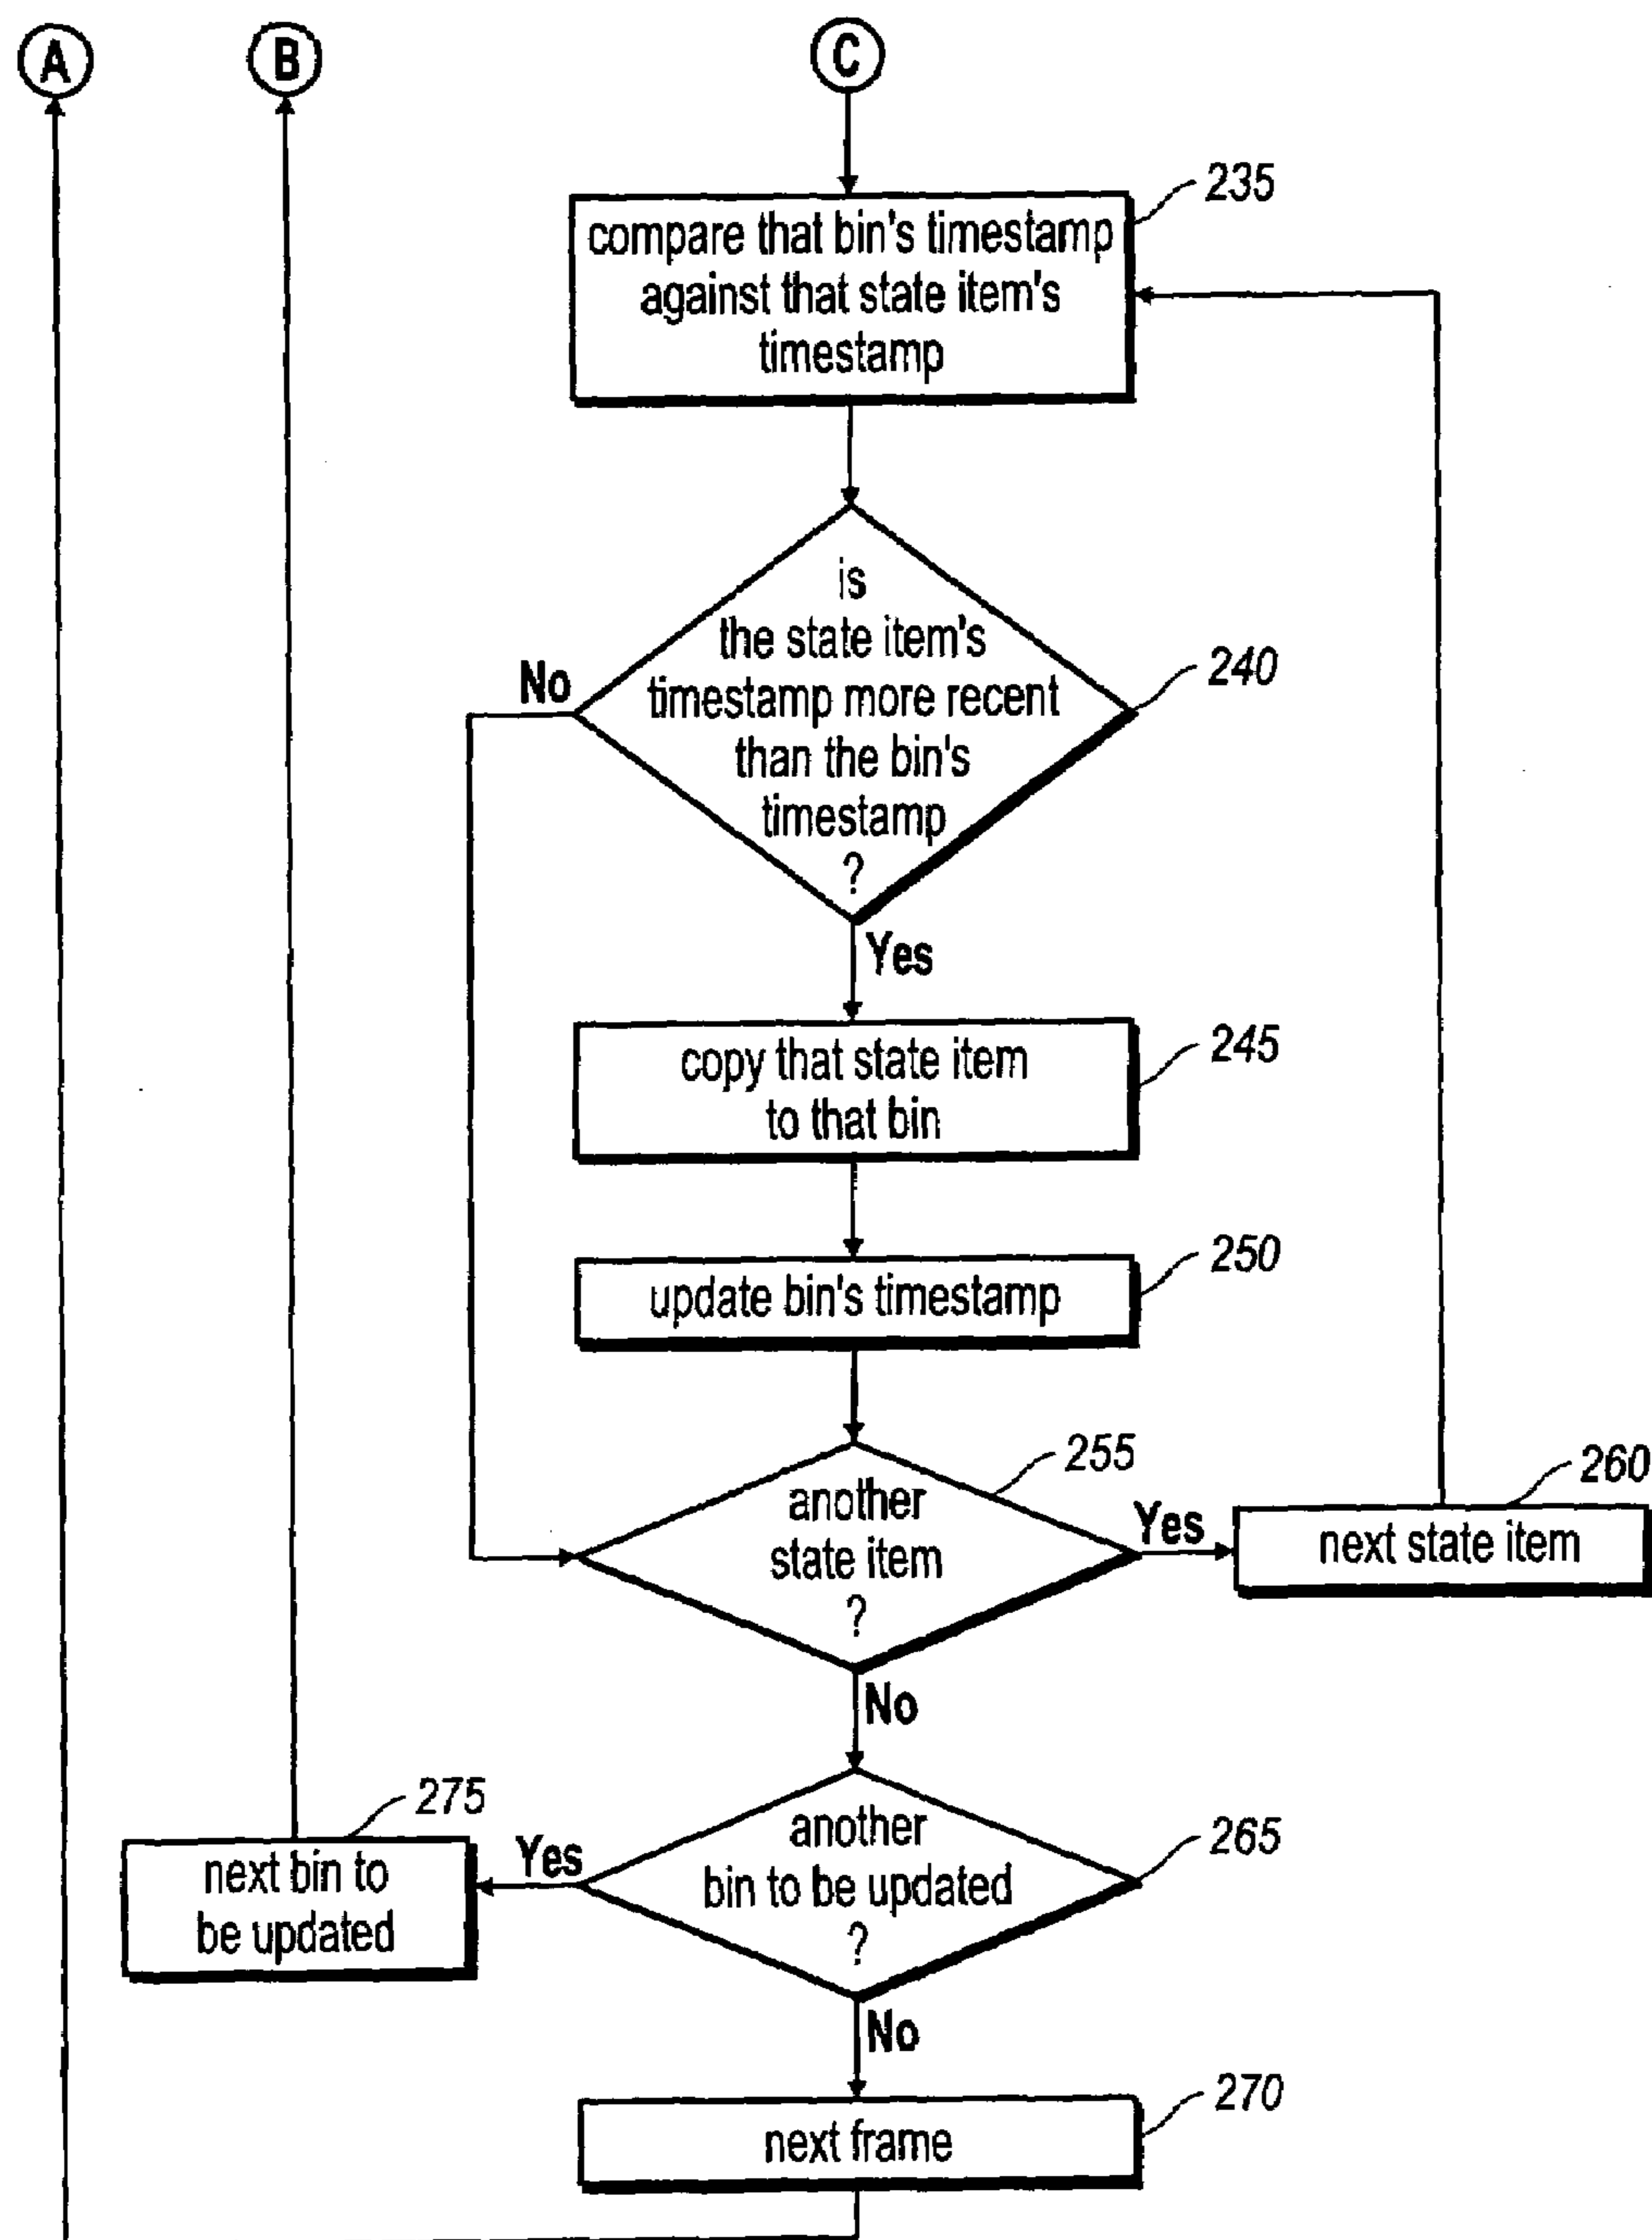 A
B
C
235
compare that bin's timestamp
against that state item's
timestamp
is
the state item's
timestamp more recent
than the bin's
timestamp
?
240
No
Yes
245
copy that state item
to that bin
250
update bin's timestamp
255
another
state item
?
Yes
260
next state item
No
275
next bin to
be updated
Yes
another
bin to be updated
?
265
No
270
next frame